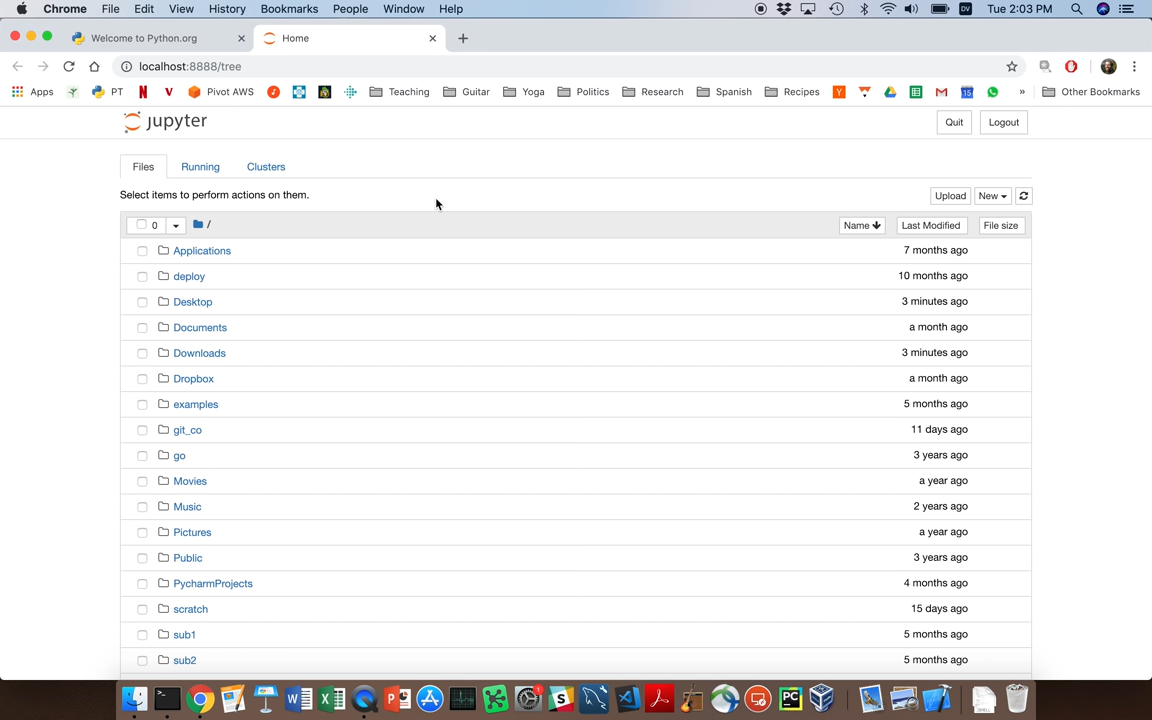 Chrome File Edit View History Bookmarks People Window Help DV Tue 2:03 PM
Welcome to Python.org Home
localhost:8888/tree
Apps PT N V Pivot AWS Teaching Guitar Yoga Politics Research Spanish Recipes Y 15 » Other Bookmarks
jupyter Quit Logout
Files Running Clusters
Select items to perform actions on them. Upload New
0 / Name Last Modified File size
Applications 7 months ago
deploy 10 months ago
Desktop 3 minutes ago
Documents a month ago
Downloads 3 minutes ago
Dropbox a month ago
examples 5 months ago
git_co 11 days ago
go 3 years ago
Movies a year ago
Music 2 years ago
Pictures a year ago
Public 3 years ago
PycharmProjects 4 months ago
scratch 15 days ago
sub1 5 months ago
sub2 5 months ago